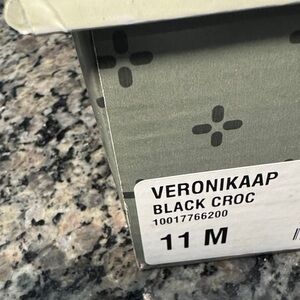 VERONIKAAP
BLACK CROC
10017766200
11 M